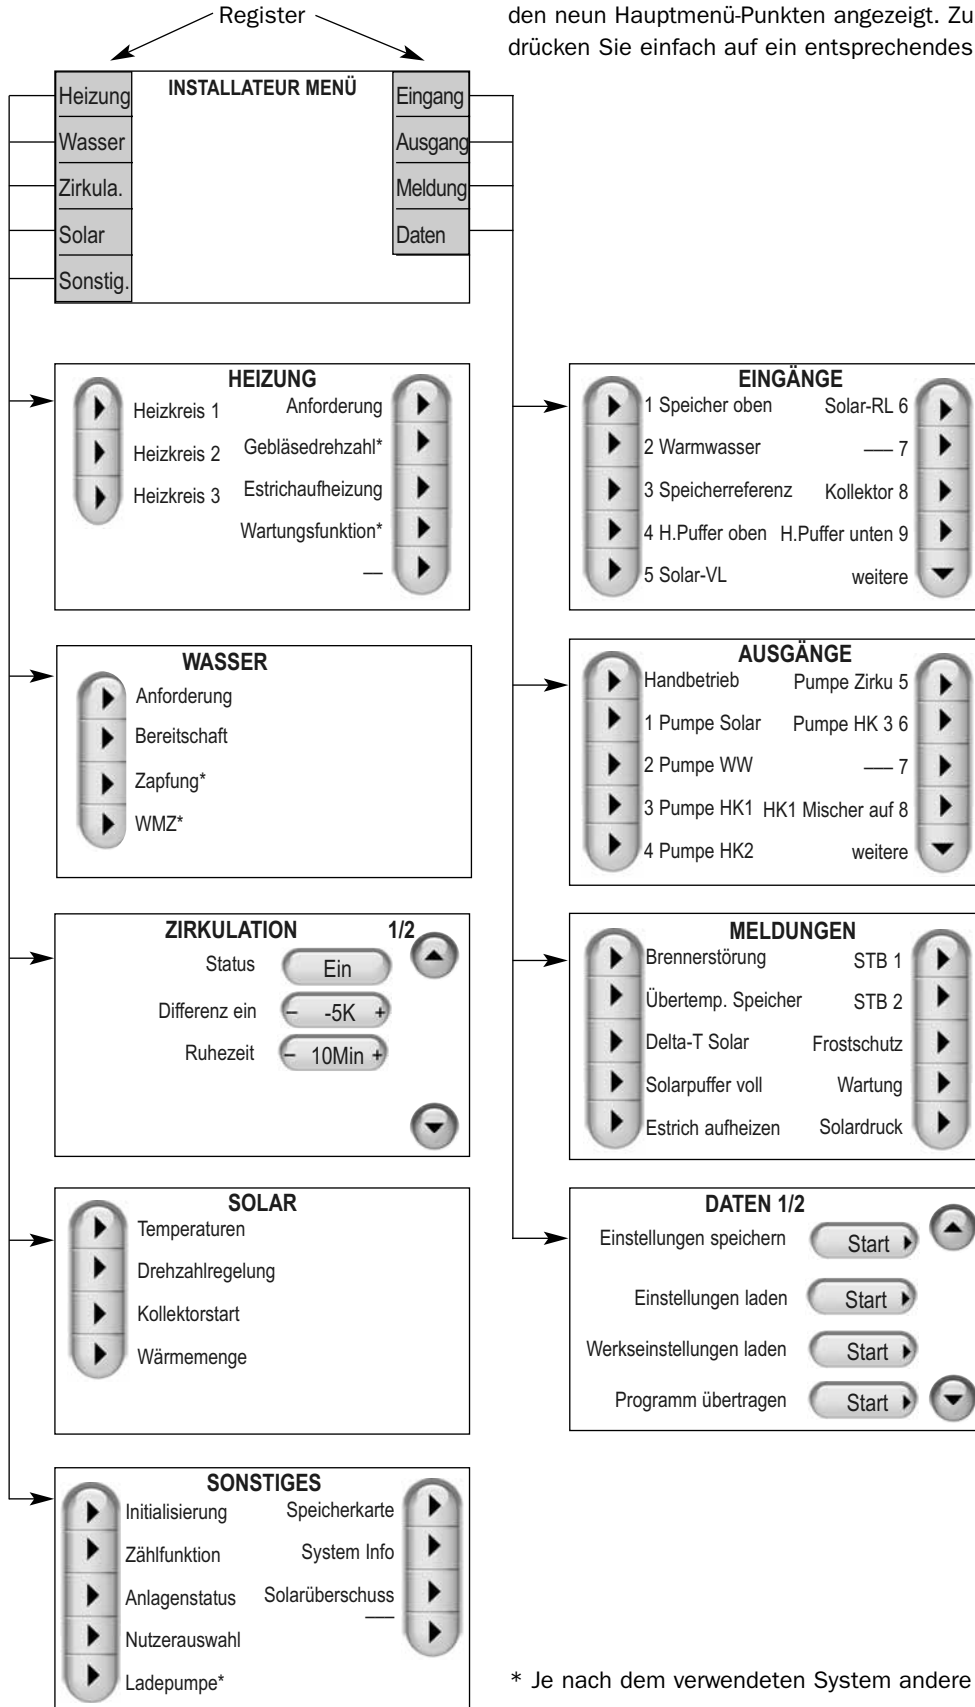 Register
den neun Hauptmenü-Punkten angezeigt. Zu
drücken Sie einfach auf ein entsprechendes
INSTALLATEUR MENÜ
Heizung
Wasser
Zirkula.
Solar
Sonstig.
Eingang
Ausgang
Meldung
Daten
HEIZUNG
Heizkreis 1
Heizkreis 2
Heizkreis 3
Anforderung
Gebläsedrehzahl*
Estrichaufheizung
Wartungsfunktion*
—
WASSER
Anforderung
Bereitschaft
Zapfung*
WMZ*
ZIRKULATION 1/2
Status Ein
Differenz ein – -5K +
Ruhezeit – 10Min +
SOLAR
Temperaturen
Drehzahlregelung
Kollektorstart
Wärmemenge
SONSTIGES
Initialisierung
Zählfunktion
Anlagenstatus
Nutzerauswahl
Ladepumpe*
Speicherkarte
System Info
Solarüberschuss
—
EINGÄNGE
1 Speicher oben
2 Warmwasser
3 Speicherreferenz
4 H.Puffer oben
5 Solar-VL
Solar-RL 6
— 7
Kollektor 8
H.Puffer unten 9
weitere
AUSGÄNGE
Handbetrieb
1 Pumpe Solar
2 Pumpe WW
3 Pumpe HK1
4 Pumpe HK2
Pumpe Zirku 5
Pumpe HK 3 6
— 7
HK1 Mischer auf 8
weitere
MELDUNGEN
Brennerstörung
Übertemp. Speicher
Delta-T Solar
Solarpuffer voll
Estrich aufheizen
STB 1
STB 2
Frostschutz
Wartung
Solardruck
DATEN 1/2
Einstellungen speichern Start
Einstellungen laden Start
Werkseinstellungen laden Start
Programm übertragen Start
* Je nach dem verwendeten System andere